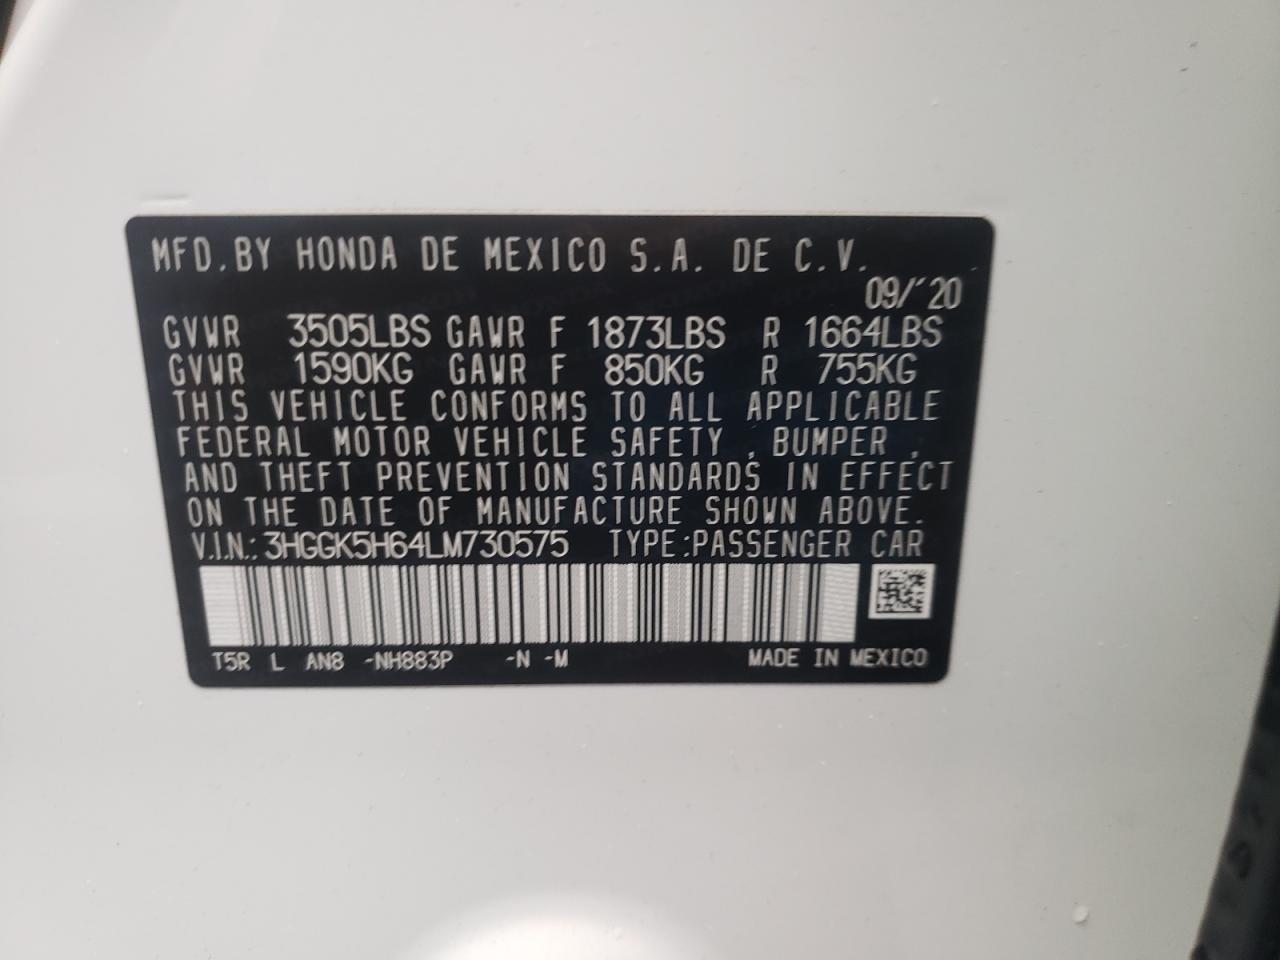 MFD.BY HONDA DE MEXICO S.A. DE C.V.
09/'20
GVWR 3505LBS GAWR F 1873LBS R 1664LBS
GVWR 1590KG GAWR F 850KG R 755KG
THIS VEHICLE CONFORMS TO ALL APPLICABLE
FEDERAL MOTOR VEHICLE SAFETY , BUMPER ,
AND THEFT PREVENTION STANDARDS IN EFFECT
ON THE DATE OF MANUFACTURE SHOWN ABOVE.
V.I.N.: 3HGGK5H64LM730575 TYPE:PASSENGER CAR
T5R L AN8 -NH883P -N -M MADE IN MEXICO